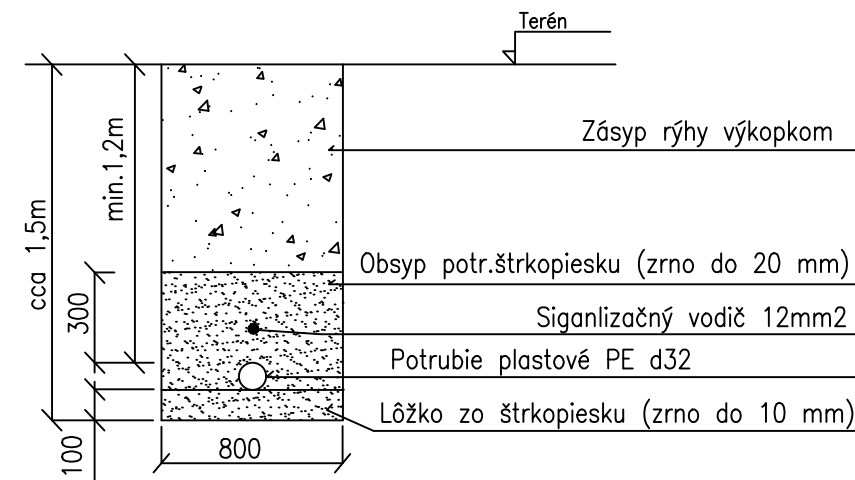 Terén
Zásyp rýhy výkopkom
min.1,2m
cca 1,5m
Obsyp potr.štrkopiesku (zrno do 20 mm)
300
Siganlizačný vodič 12mm2
Potrubie plastové PE d32
Lôžko zo štrkopiesku (zrno do 10 mm)
100
800